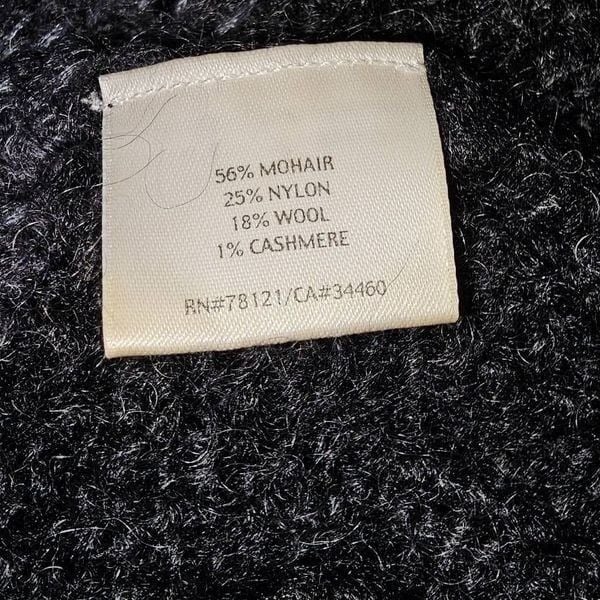 56% MOHAIR
25% NYLON
18% WOOL
1% CASHMERE
RN#78121/CA#34460